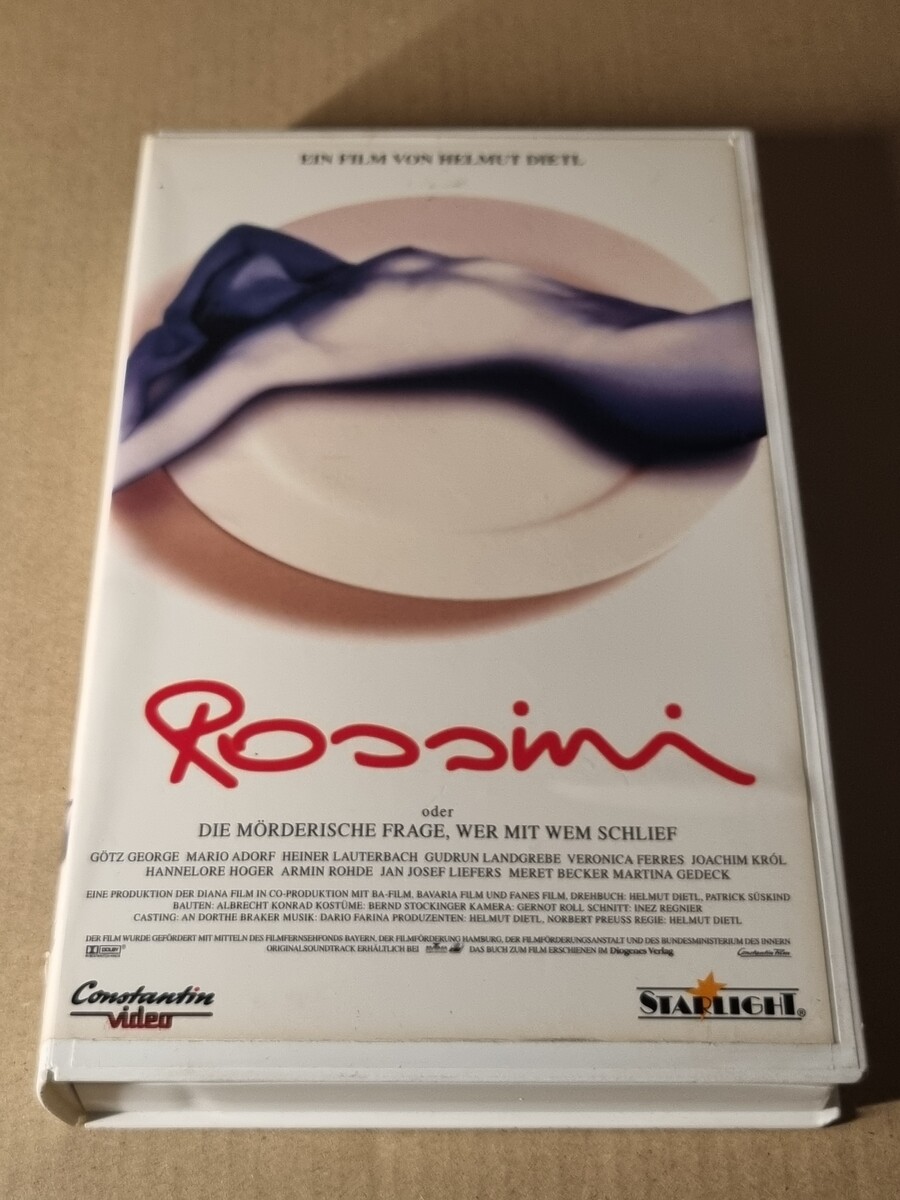 EIN FILM VON HELMUT DIETL
Rossini
oder
DIE MÖRDERISCHE FRAGE, WER MIT WEM SCHLIEF
GÖTZ GEORGE MARIO ADORF HEINER LAUTERBACH GUDRUN LANDGREBE VERONICA FERRES JOACHIM KRÓL
HANNELORE HOGER ARMIN ROHDE JAN JOSEF LIEFERS MERET BECKER MARTINA GEDECK
EINE PRODUKTION DER DIANA FILM IN CO-PRODUKTION MIT BA-FILM, BAVARIA FILM UND FANES FILM, DREHBUCH: HELMUT DIETL, PATRICK SÜSKIND
BAUTEN: ALBRECHT KONRAD KOSTÜME: BERND STOCKINGER KAMERA: GERNOT ROLL SCHNITT: INEZ REGNIER
CASTING: AN DORTHE BRAKER MUSIK: DARIO FARINA PRODUZENTEN: HELMUT DIETL, NORBERT PREUSS REGIE: HELMUT DIETL
DER FILM WURDE GEFÖRDERT MIT MITTELN DES FILMFERNSEHFONDS BAYERN, DER FILMFÖRDERUNG HAMBURG, DER FILMFÖRDERUNGSANSTALT UND DES BUNDESMINISTERIUM DES INNERN
DOLBY ORIGINALSOUNDTRACK ERHÄLTLICH BEI DAS BUCH ZUM FILM ERSCHIENEN IM Diogenes Verlag Constantin Film
Constantin video
STARLIGHT®